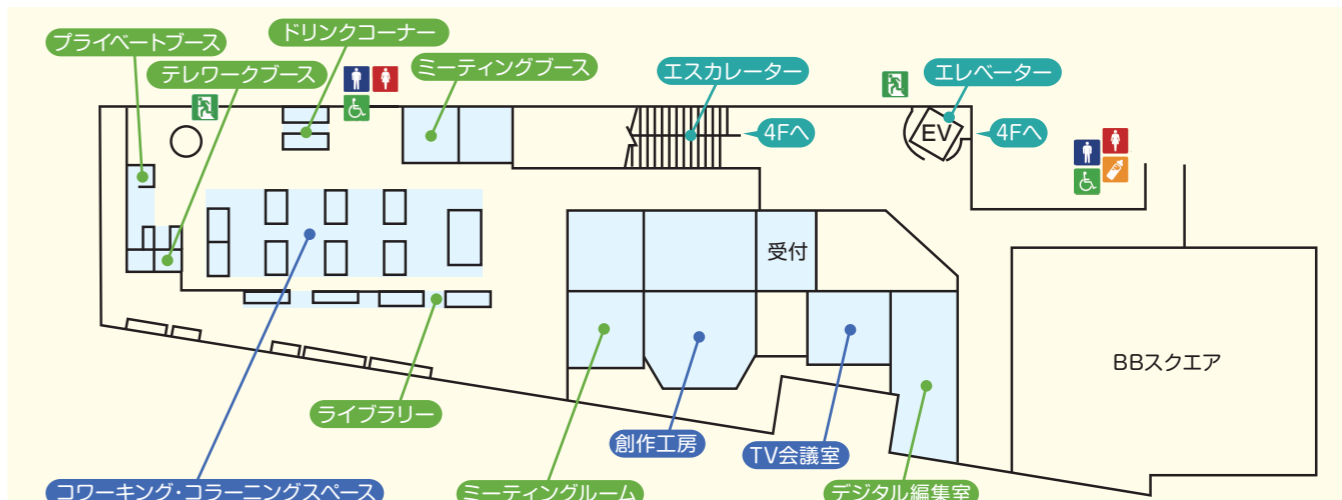 ドリンクコーナー
プライベートブース
テレワークブース
ミーティングブース
エスカレーター
エレベーター
4Fへ
EV
4Fへ
受付
BBスクエア
ライブラリー
創作工房
TV会議室
コワーキング・コラーニングスペース
ミーティングルーム
デジタル編集室